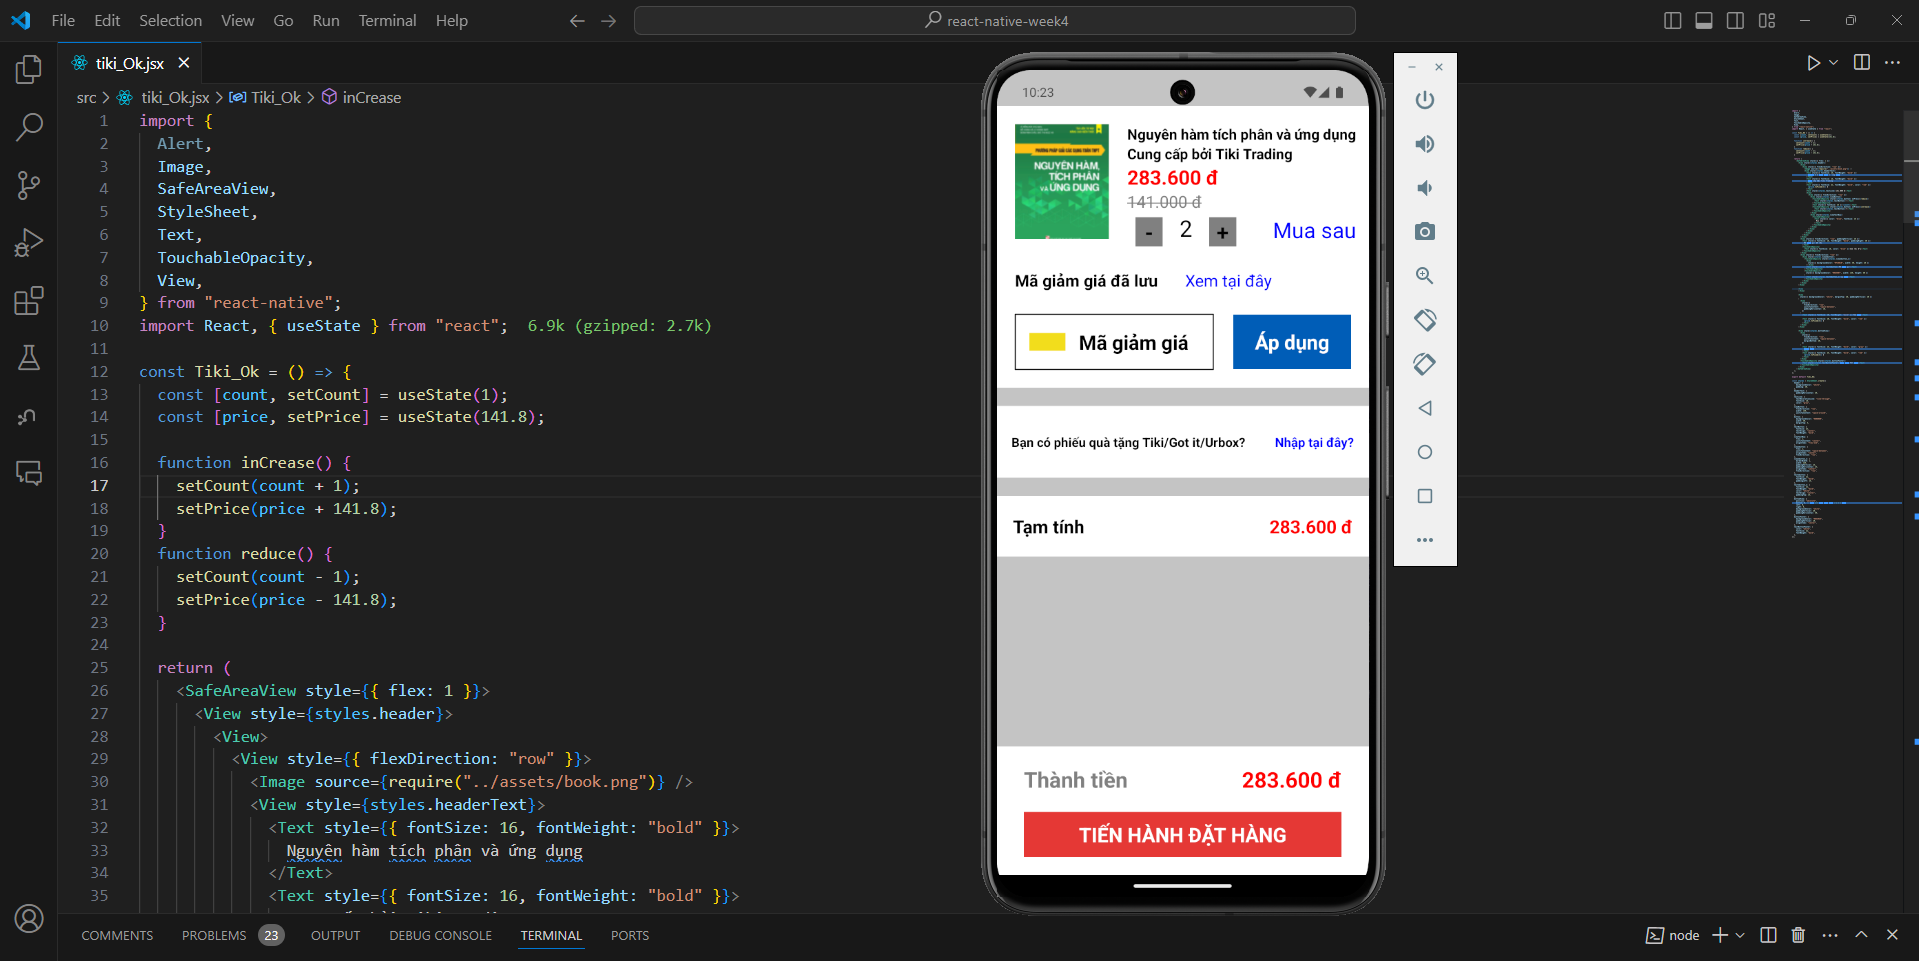 File Edit Selection View Go Run Terminal Help
react-native-week4
tiki_Ok.jsx
src > tiki_Ok.jsx > Tiki_Ok > inCrease
1 import {
2 Alert,
3 Image,
4 SafeAreaView,
5 StyleSheet,
6 Text,
7 TouchableOpacity,
8 View,
9 } from "react-native";
10 import React, { useState } from "react"; 6.9k (gzipped: 2.7k)
11
12 const Tiki_Ok = () => {
13 const [count, setCount] = useState(1);
14 const [price, setPrice] = useState(141.8);
15
16 function inCrease() {
17 setCount(count + 1);
18 setPrice(price + 141.8);
19 }
20 function reduce() {
21 setCount(count - 1);
22 setPrice(price - 141.8);
23 }
24
25 return (
26 <SafeAreaView style={{ flex: 1 }}>
27 <View style={styles.header}>
28 <View>
29 <View style={{ flexDirection: "row" }}>
30 <Image source={require("../assets/book.png")} />
31 <View style={styles.headerText}>
32 <Text style={{ fontSize: 16, fontWeight: "bold" }}>
33 Nguyên hàm tích phân và ứng dụng
34 </Text>
35 <Text style={{ fontSize: 16, fontWeight: "bold" }}>
10:23
PHƯƠNG PHÁP GIẢI CÁC DẠNG TOÁN THPT
NGUYÊN HÀM,
TÍCH PHÂN
VÀ ỨNG DỤNG
Nguyên hàm tích phân và ứng dụng
Cung cấp bởi Tiki Trading
283.600 đ
141.000 đ
- 2 + Mua sau
Mã giảm giá đã lưu Xem tại đây
Mã giảm giá Áp dụng
Bạn có phiếu quà tặng Tiki/Got it/Urbox? Nhập tại đây?
Tạm tính 283.600 đ
Thành tiền 283.600 đ
TIẾN HÀNH ĐẶT HÀNG
COMMENTS PROBLEMS 23 OUTPUT DEBUG CONSOLE TERMINAL PORTS
node